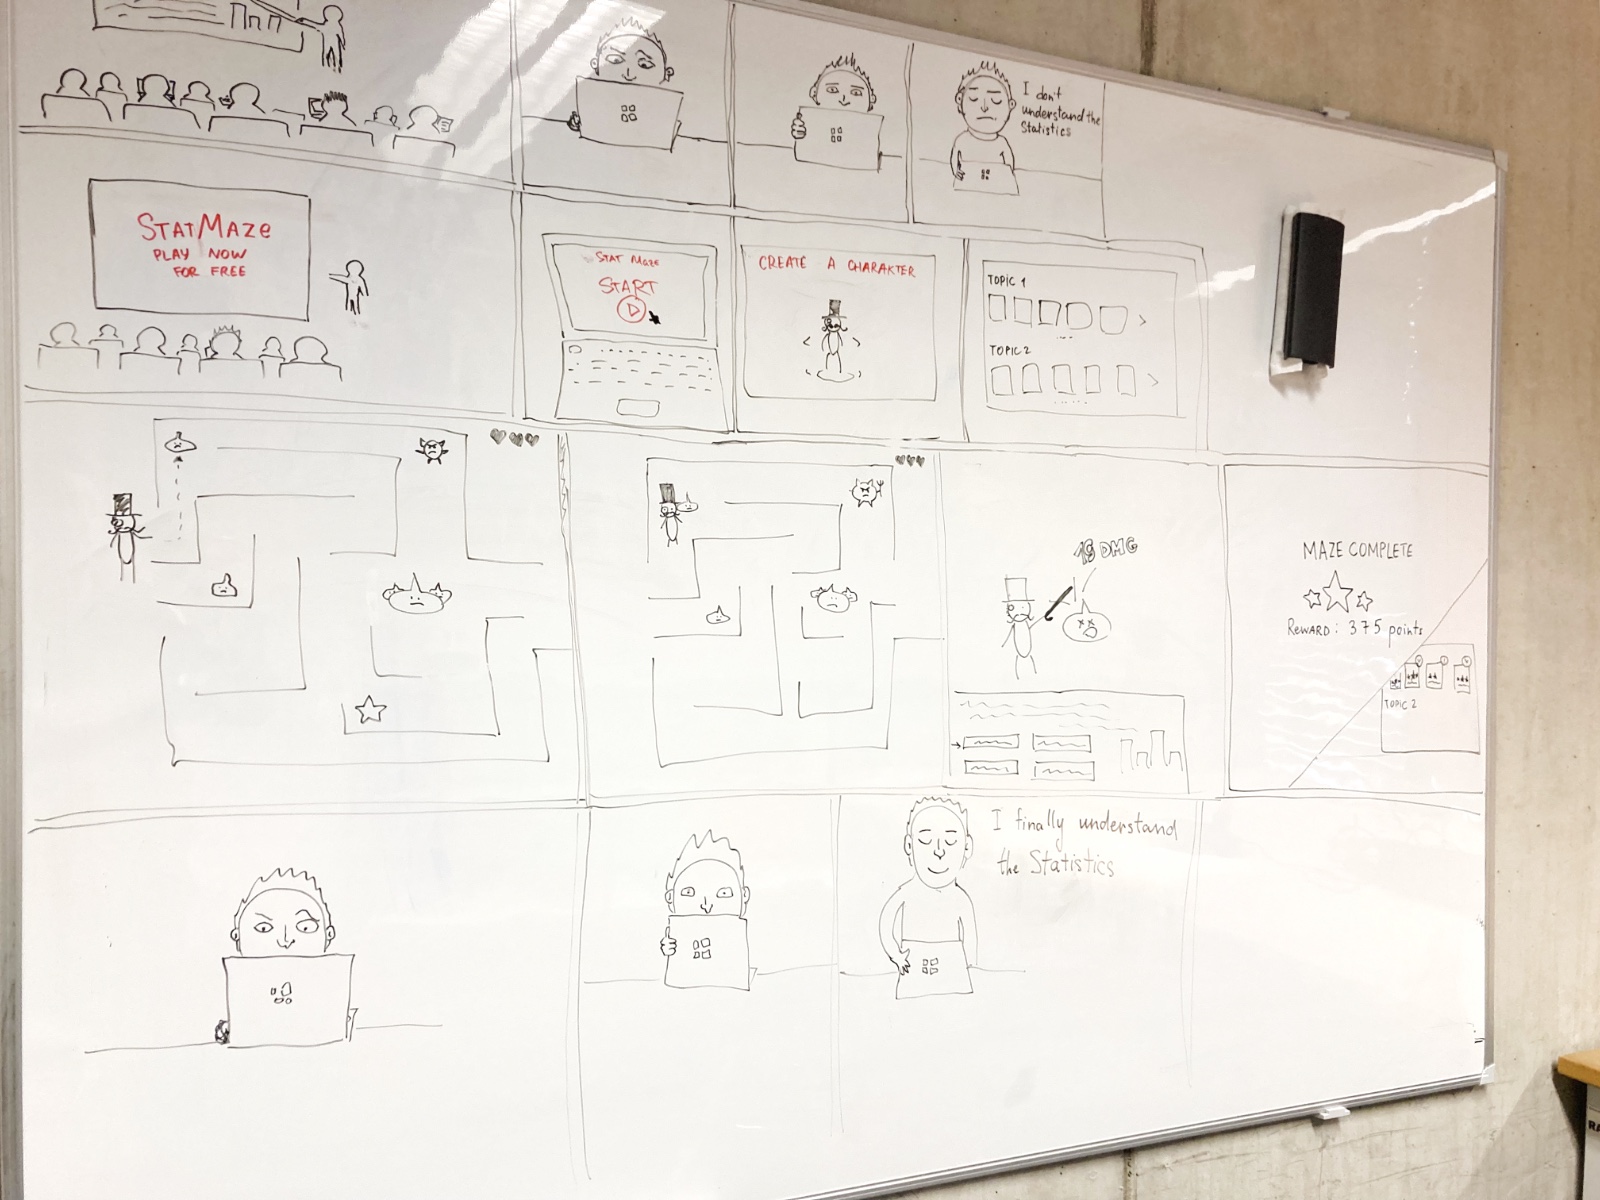 I don't
understand the
Statistics
STATMAZE
PLAY NOW
FOR FREE
STAT MAZE
START
CREATE A CHARAKTER
TOPIC 1
TOPIC 2
DMG
MAZE COMPLETE
REWARD: 375 points
TOPIC 2
I finally understand
the Statistics